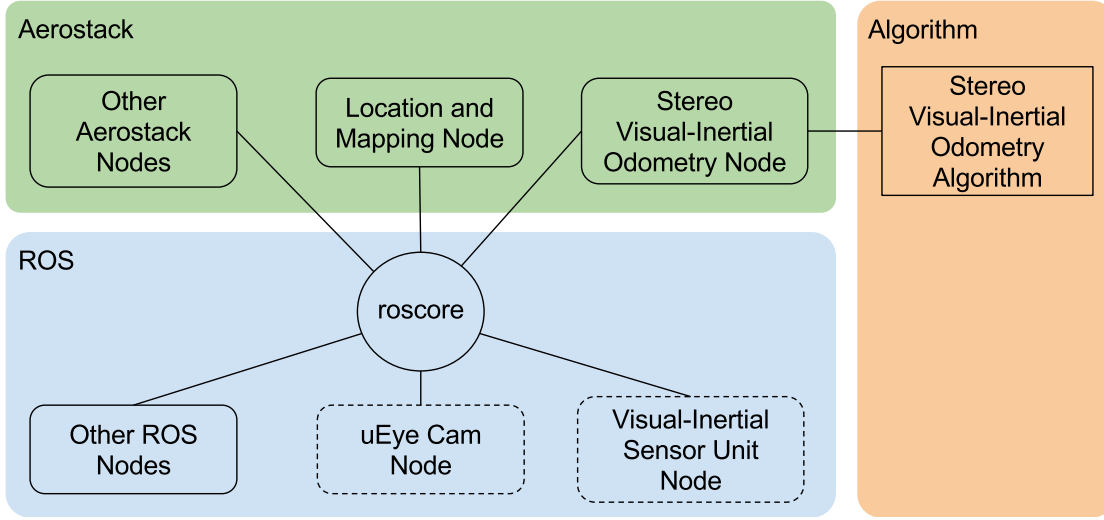 Aerostack
Algorithm
Other
Aerostack
Nodes
Location and
Mapping Node
Stereo
Visual-Inertial
Odometry Node
Stereo
Visual-Inertial
Odometry
Algorithm
ROS
roscore
Other ROS
Nodes
uEye Cam
Node
Visual-Inertial
Sensor Unit
Node